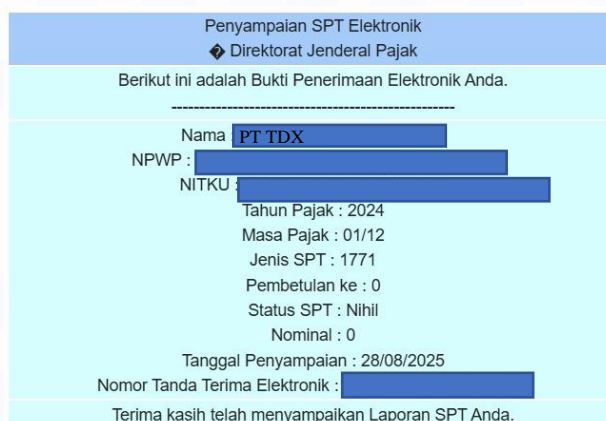 Penyampaian SPT Elektronik
� Direktorat Jenderal Pajak
Berikut ini adalah Bukti Penerimaan Elektronik Anda.
---------------------------------------------------
Nama : PT TDX
NPWP :
NITKU :
Tahun Pajak : 2024
Masa Pajak : 01/12
Jenis SPT : 1771
Pembetulan ke : 0
Status SPT : Nihil
Nominal : 0
Tanggal Penyampaian : 28/08/2025
Nomor Tanda Terima Elektronik :
Terima kasih telah menyampaikan Laporan SPT Anda.